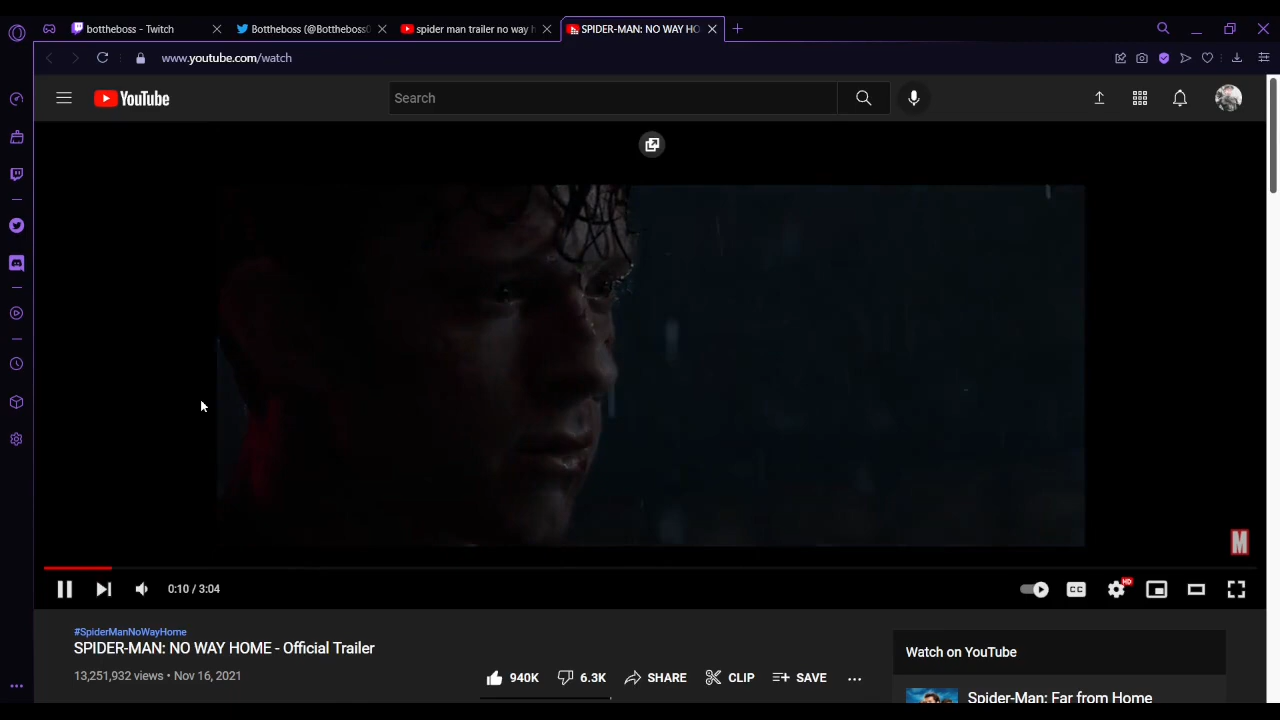 bottheboss - Twitch
Bottheboss (@Bottheboss
spider man trailer no way h
SPIDER-MAN: NO WAY HO
www.youtube.com/watch
YouTube
Search
M
0:10 / 3:04
CC
HD
#SpiderManNoWayHome
SPIDER-MAN: NO WAY HOME - Official Trailer
13,251,932 views • Nov 16, 2021
940K
6.3K
SHARE
CLIP
SAVE
Watch on YouTube
Spider-Man: Far from Home